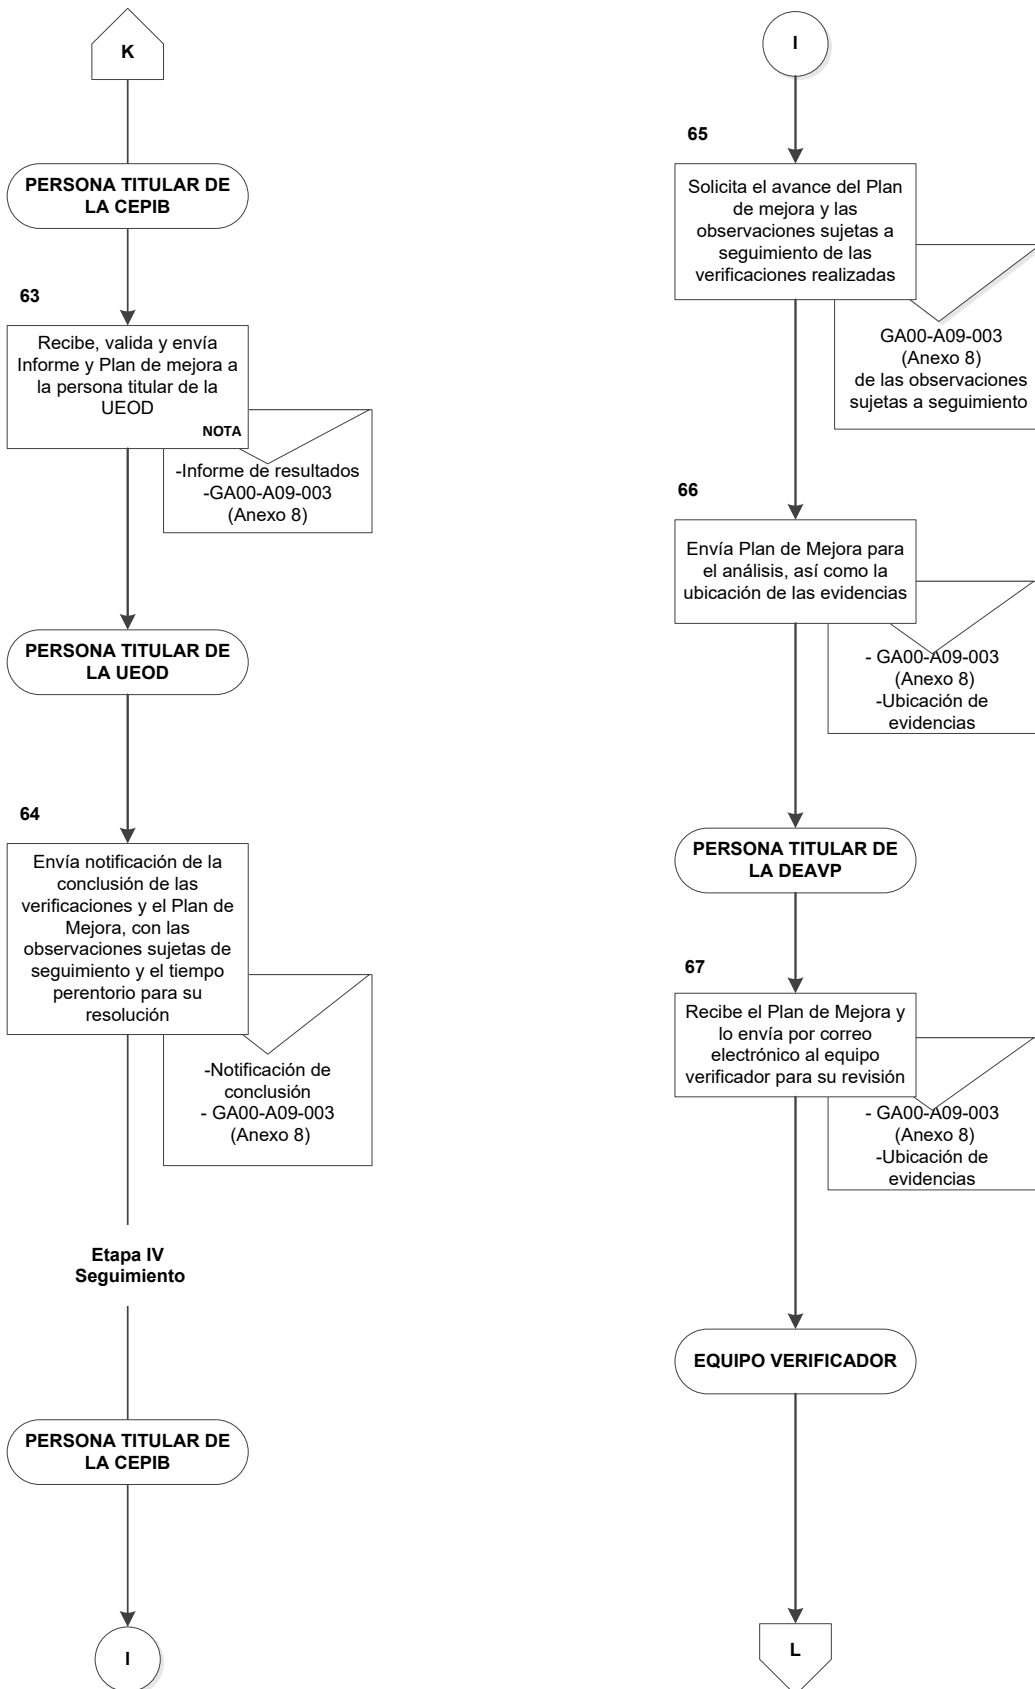 K
PERSONA TITULAR DE
LA CEPIB
63
Recibe, valida y envía
Informe y Plan de mejora a
la persona titular de la
UEOD
NOTA
-Informe de resultados
-GA00-A09-003
(Anexo 8)
PERSONA TITULAR DE
LA UEOD
64
Envía notificación de la
conclusión de las
verificaciones y el Plan de
Mejora, con las
observaciones sujetas de
seguimiento y el tiempo
perentorio para su
resolución
-Notificación de
conclusión
- GA00-A09-003
(Anexo 8)
Etapa IV
Seguimiento
PERSONA TITULAR DE
LA CEPIB
I
I
65
Solicita el avance del Plan
de mejora y las
observaciones sujetas a
seguimiento de las
verificaciones realizadas
GA00-A09-003
(Anexo 8)
de las observaciones
sujetas a seguimiento
66
Envía Plan de Mejora para
el análisis, así como la
ubicación de las evidencias
- GA00-A09-003
(Anexo 8)
-Ubicación de
evidencias
PERSONA TITULAR DE
LA DEAVP
67
Recibe el Plan de Mejora y
lo envía por correo
electrónico al equipo
verificador para su revisión
- GA00-A09-003
(Anexo 8)
-Ubicación de
evidencias
EQUIPO VERIFICADOR
L